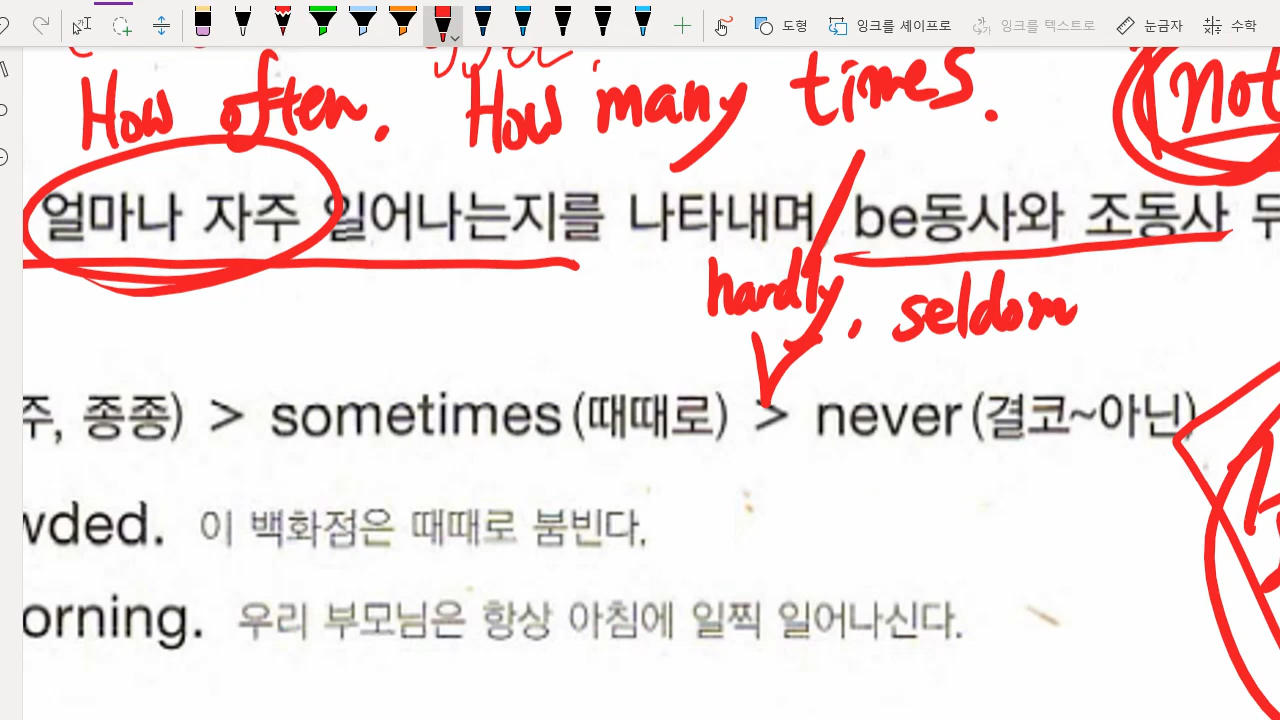 도형 잉크를 셰이프로 잉크를 텍스트로 눈금자 수학
How often, How many times. (not
얼마나 자주 일어나는지를 나타내며 be동사와 조동사
hardly, seldom
주, 종종) > sometimes (때때로) > never (결코~아닌)
wded. 이 백화점은 때때로 붐빈다.
orning. 우리 부모님은 항상 아침에 일찍 일어나신다.